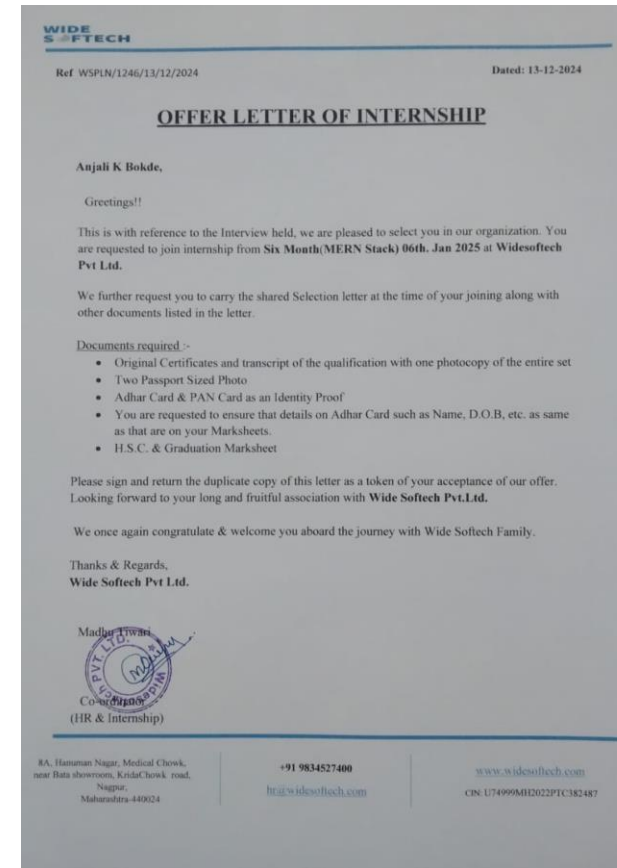 WIDE
SOFTECH
Ref WSPLN/1246/13/12/2024
Dated: 13-12-2024
OFFER LETTER OF INTERNSHIP
Anjali K Bokde,
Greetings!!
This is with reference to the Interview held, we are pleased to select you in our organization. You
are requested to join internship from Six Month(MERN Stack) 06th. Jan 2025 at Widesoftech
Pvt Ltd.
We further request you to carry the shared Selection letter at the time of your joining along with
other documents listed in the letter.
Documents required :-
• Original Certificates and transcript of the qualification with one photocopy of the entire set
• Two Passport Sized Photo
• Adhar Card & PAN Card as an Identity Proof
• You are requested to ensure that details on Adhar Card such as Name, D.O.B, etc. as same
as that are on your Marksheets.
• H.S.C. & Graduation Marksheet
Please sign and return the duplicate copy of this letter as a token of your acceptance of our offer.
Looking forward to your long and fruitful association with Wide Softech Pvt.Ltd.
We once again congratulate & welcome you aboard the journey with Wide Softech Family.
Thanks & Regards,
Wide Softech Pvt Ltd.
Madhu Tiwari
Co-ordinator
(HR & Internship)
8A, Hanuman Nagar, Medical Chowk,
near Bata showroom, KridaChowk road,
Nagpur,
Maharashtra-440024
+91 9834527400
hr@widesoftech.com
www.widesoftech.com
CIN: U74999MH2022PTC382487